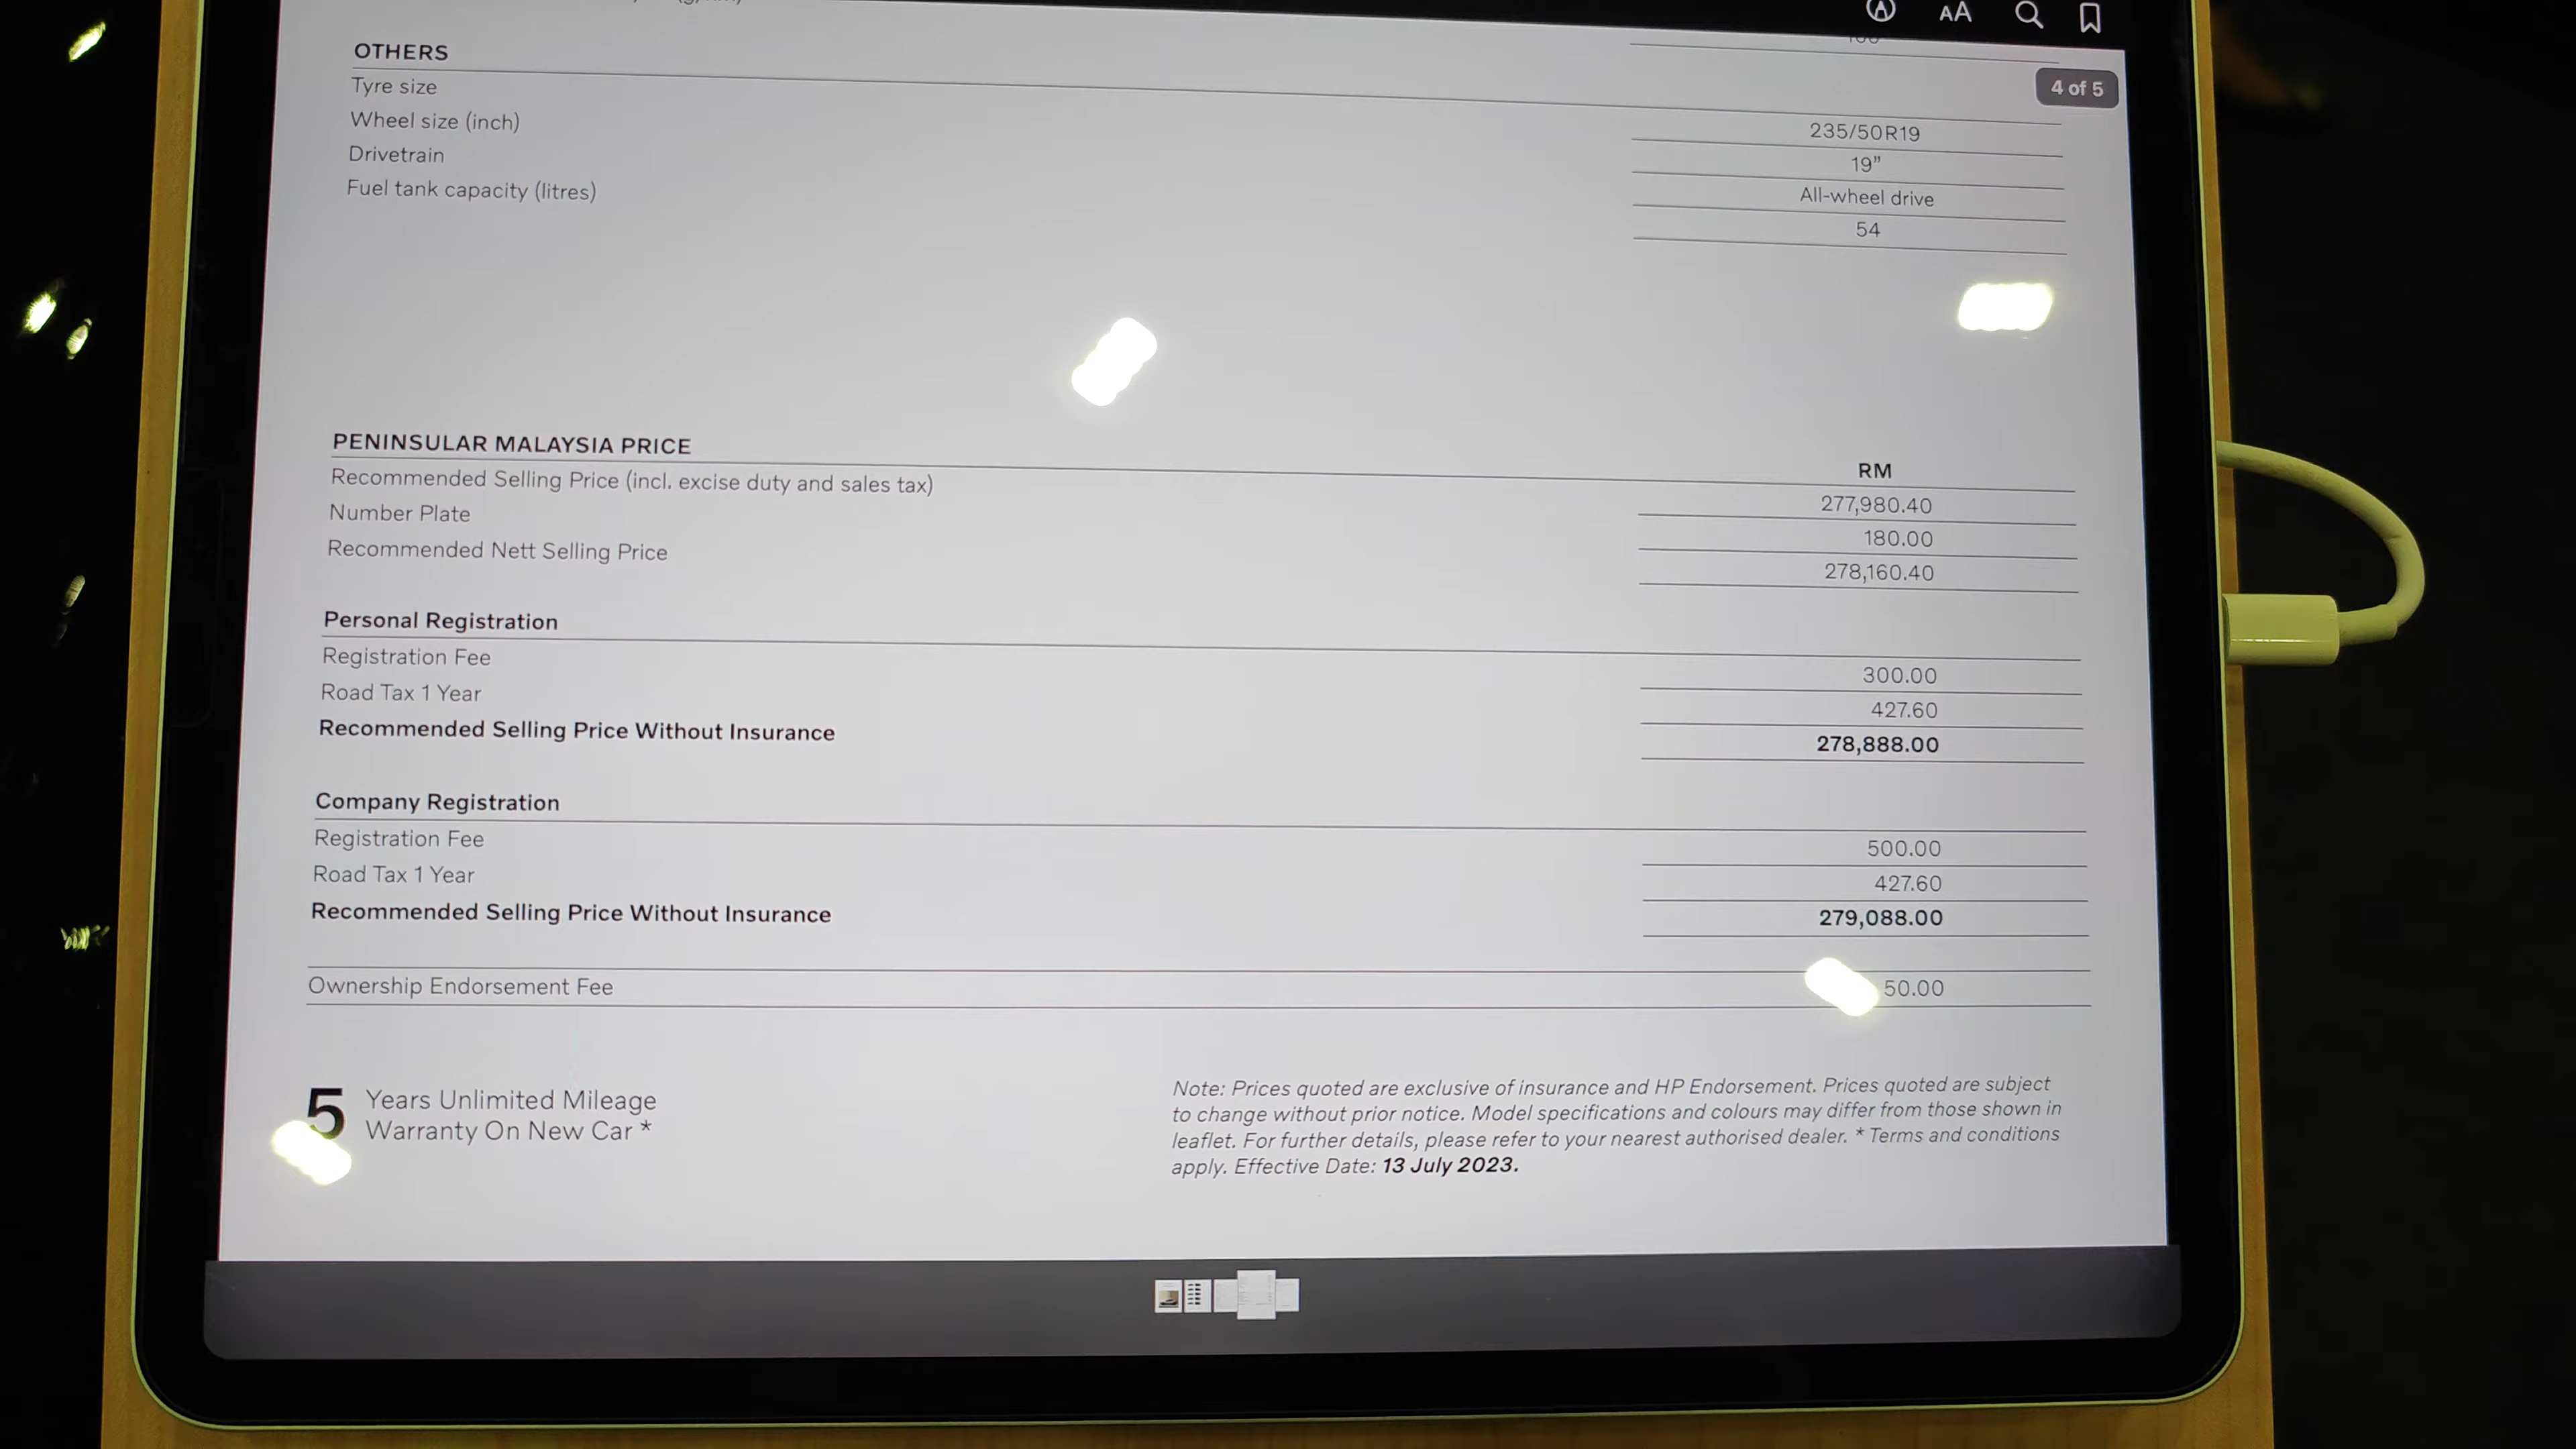 OTHERS
Tyre size 235/50R19
Wheel size (inch) 19”
Drivetrain All-wheel drive
Fuel tank capacity (litres) 54
4 of 5
AA
PENINSULAR MALAYSIA PRICE RM
Recommended Selling Price (incl. excise duty and sales tax) 277,980.40
Number Plate 180.00
Recommended Nett Selling Price 278,160.40
Personal Registration
Registration Fee 300.00
Road Tax 1 Year 427.60
Recommended Selling Price Without Insurance 278,888.00
Company Registration
Registration Fee 500.00
Road Tax 1 Year 427.60
Recommended Selling Price Without Insurance 279,088.00
Ownership Endorsement Fee 50.00
5 Years Unlimited Mileage
Warranty On New Car *
Note: Prices quoted are exclusive of insurance and HP Endorsement. Prices quoted are subject
to change without prior notice. Model specifications and colours may differ from those shown in
leaflet. For further details, please refer to your nearest authorised dealer. * Terms and conditions
apply. Effective Date: 13 July 2023.